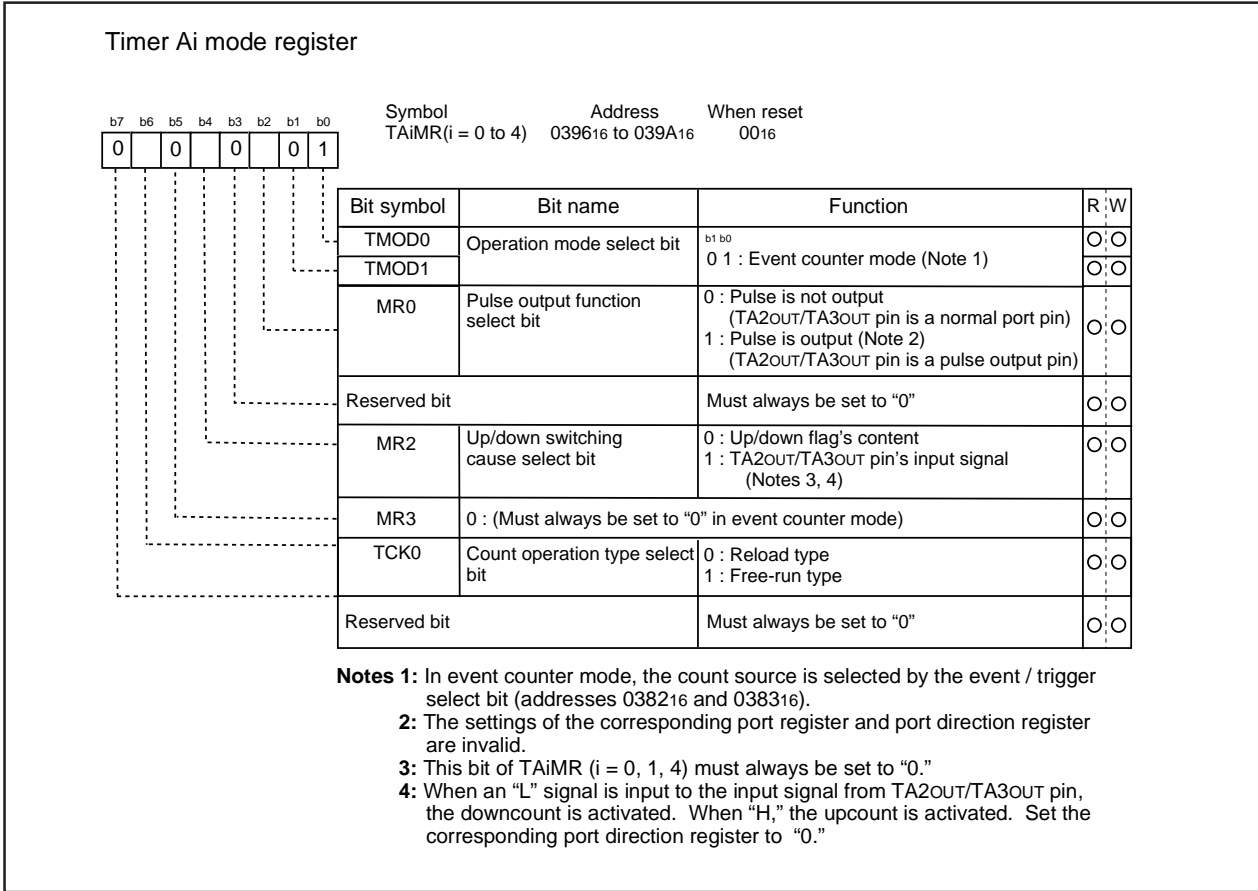 Timer Ai mode register
Symbol Address When reset
TAiMR(i = 0 to 4) 039616 to 039A16 0016
b7 b6 b5 b4 b3 b2 b1 b0
0 0 0 0 1
Bit symbol Bit name Function R W
TMOD0 Operation mode select bit b1 b0
0 1 : Event counter mode (Note 1)
TMOD1
MR0 Pulse output function 0 : Pulse is not output
select bit (TA2OUT/TA3OUT pin is a normal port pin)
1 : Pulse is output (Note 2)
(TA2OUT/TA3OUT pin is a pulse output pin)
Reserved bit Must always be set to “0”
MR2 Up/down switching 0 : Up/down flag's content
cause select bit 1 : TA2OUT/TA3OUT pin's input signal
(Notes 3, 4)
MR3 0 : (Must always be set to “0” in event counter mode)
TCK0 Count operation type select 0 : Reload type
bit 1 : Free-run type
Reserved bit Must always be set to “0”
Notes 1: In event counter mode, the count source is selected by the event / trigger
select bit (addresses 038216 and 038316).
2: The settings of the corresponding port register and port direction register
are invalid.
3: This bit of TAiMR (i = 0, 1, 4) must always be set to “0.”
4: When an “L” signal is input to the input signal from TA2OUT/TA3OUT pin,
the downcount is activated. When “H,” the upcount is activated. Set the
corresponding port direction register to “0.”